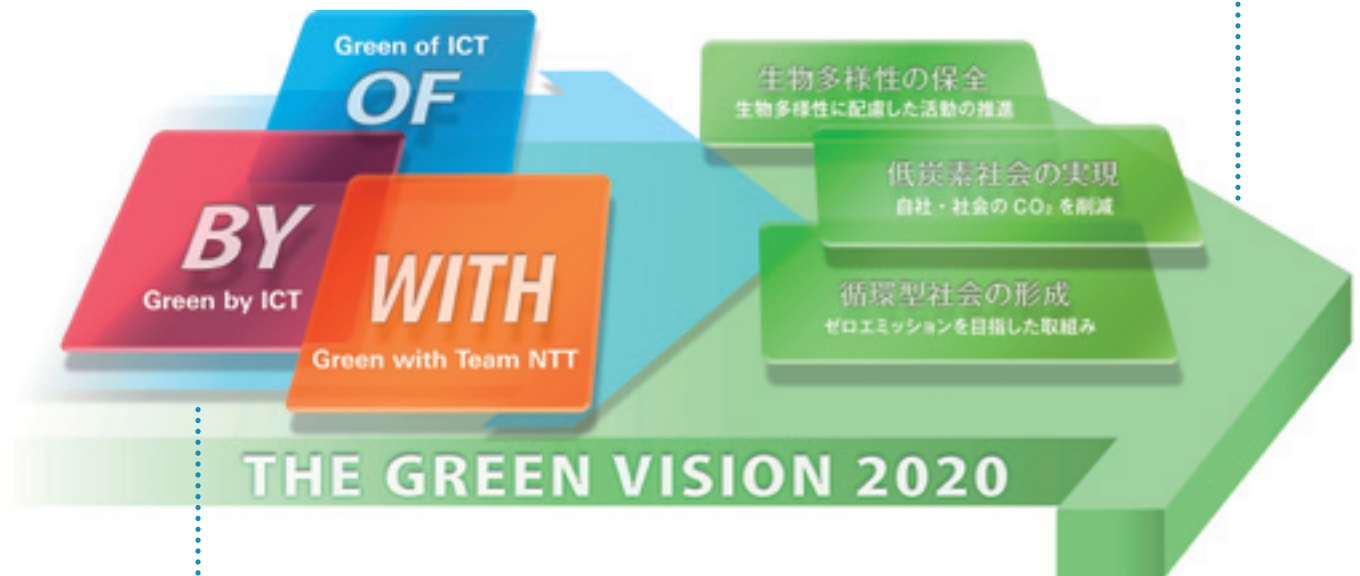 Green of ICT
OF
BY
Green by ICT
WITH
Green with Team NTT
生物多様性の保全
生物多様性に配慮した活動の推進
低炭素社会の実現
自社・社会の CO₂ を削減
循環型社会の形成
ゼロエミッションを目指した取組み
THE GREEN VISION 2020